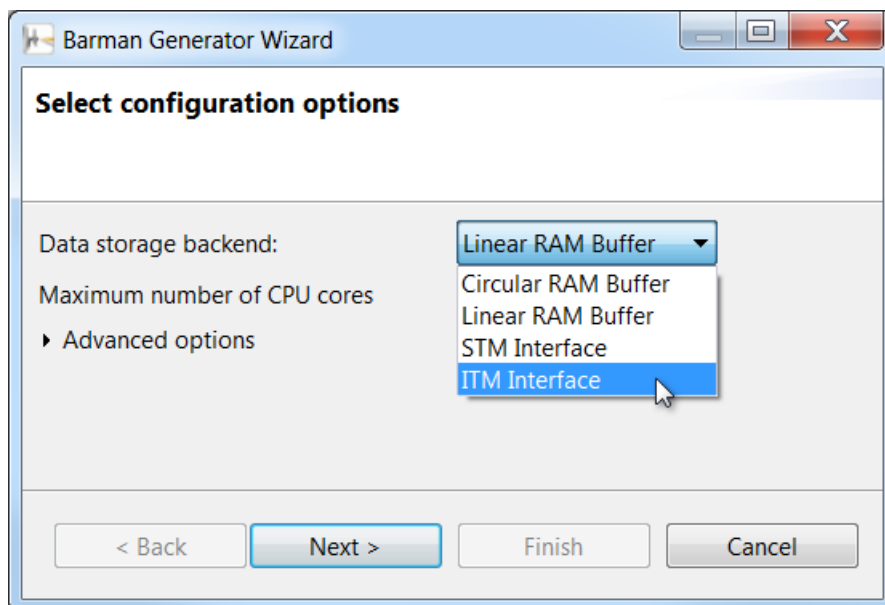 Barman Generator Wizard
Select configuration options
Data storage backend:
Linear RAM Buffer
Circular RAM Buffer
Linear RAM Buffer
STM Interface
ITM Interface
Maximum number of CPU cores
Advanced options
< Back
Next >
Finish
Cancel